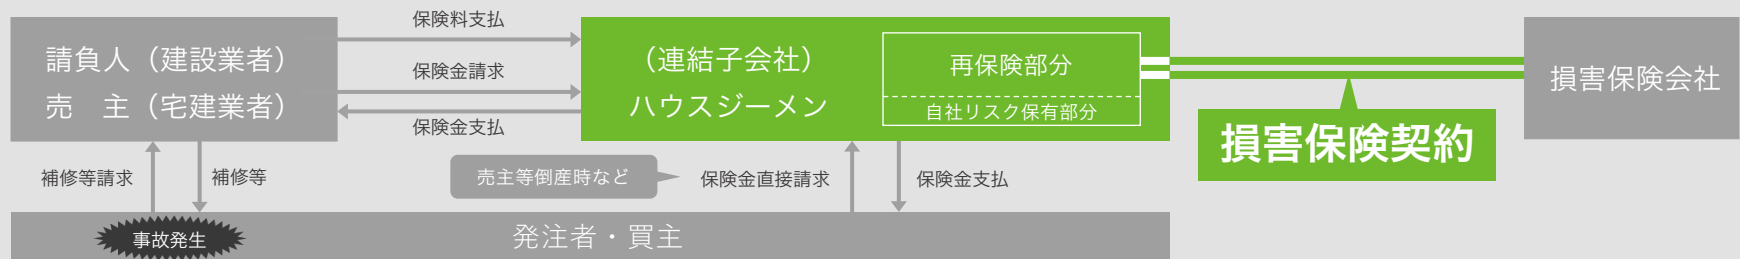 請負人（建設業者）
売　主（宅建業者）
保険料支払
保険金請求
保険金支払
（連結子会社）
ハウスジーメン
再保険部分
自社リスク保有部分
損害保険会社
損害保険契約
補修等請求
補修等
売主等倒産時など
保険金直接請求
保険金支払
事故発生
発注者・買主